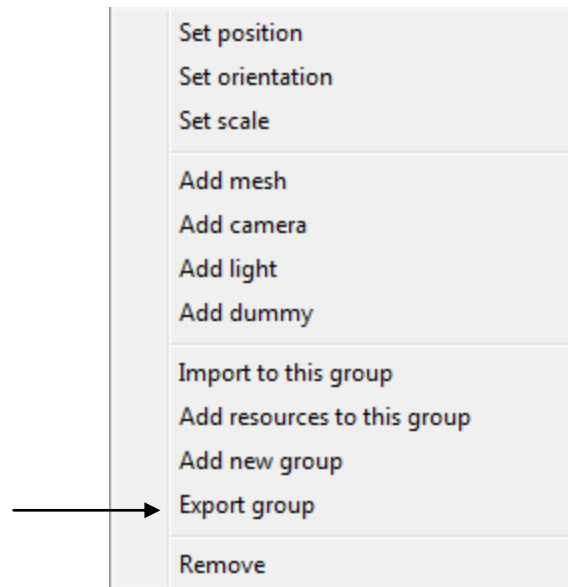 Set position
Set orientation
Set scale
Add mesh
Add camera
Add light
Add dummy
Import to this group
Add resources to this group
Add new group
Export group
Remove